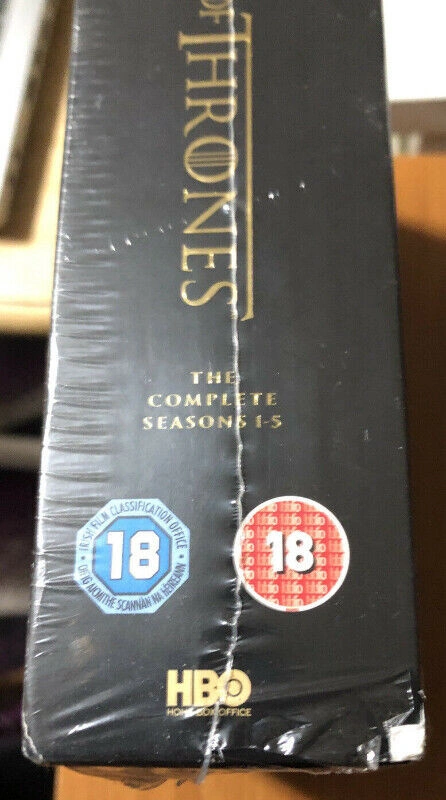 OF THRONES
THE
COMPLETE
SEASONS 1-5
IRISH FILM CLASSIFICATION OFFICE
18
OIFIG AICMITHE SCANNÁN NA HÉIREANN
18
HBO
HOME BOX OFFICE